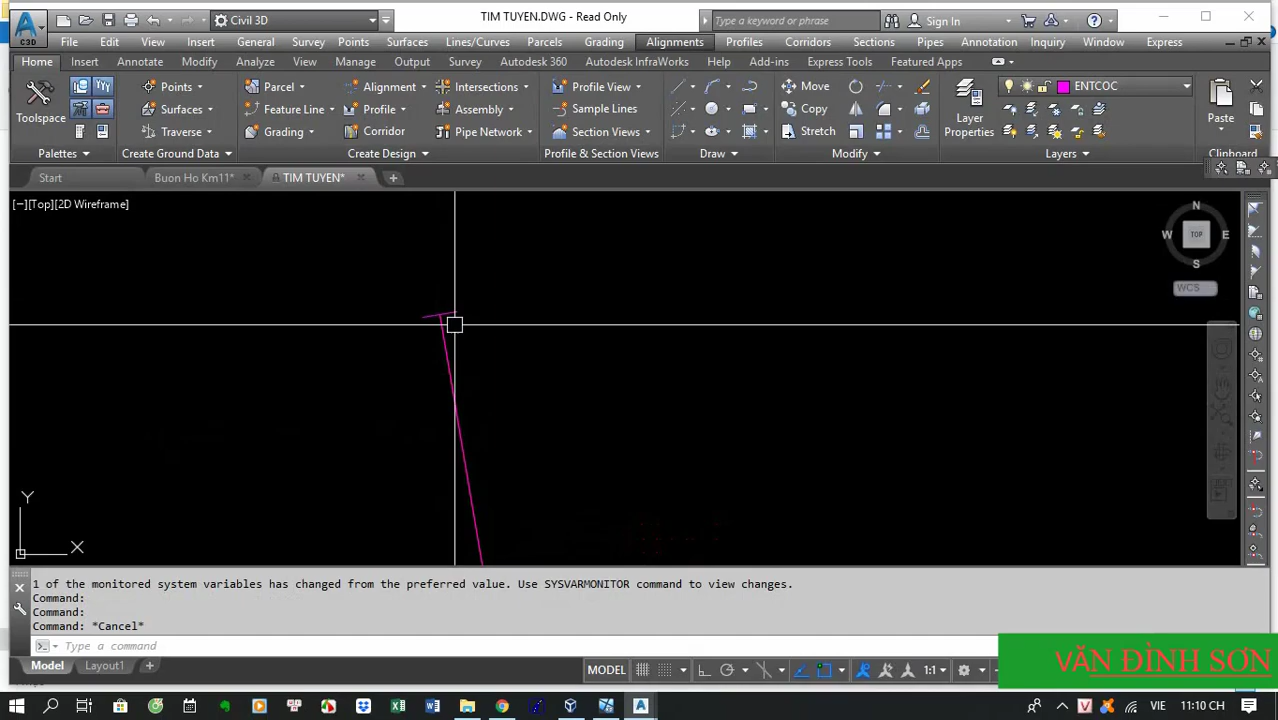 Civil 3D
TIM TUYEN.DWG - Read Only
Type a keyword or phrase
Sign In
C3D
File Edit View Insert General Survey Points Surfaces Lines/Curves Parcels Grading Alignments Profiles Corridors Sections Pipes Annotation Inquiry Window Express
Home Insert Annotate Modify Analyze View Manage Output Survey Autodesk 360 Autodesk InfraWorks Help Add-ins Express Tools Featured Apps
Toolspace
Palettes
Points
Surfaces
Traverse
Create Ground Data
Parcel
Feature Line
Grading
Alignment
Profile
Corridor
Intersections
Assembly
Pipe Network
Create Design
Profile View
Sample Lines
Section Views
Profile & Section Views
Draw
Move
Copy
Stretch
Modify
Layer
Properties
ENTCOC
Layers
Paste
Clipboard
Start Buon Ho Km11* TIM TUYEN*
[−][Top][2D Wireframe]
N
W TOP E
S
WCS
Y
X
1 of the monitored system variables has changed from the preferred value. Use SYSVARMONITOR command to view changes.
Command:
Command:
Command: *Cancel*
Type a command
Model Layout1
MODEL
1:1
VĂN ĐÌNH SƠN
VIE 11:10 CH